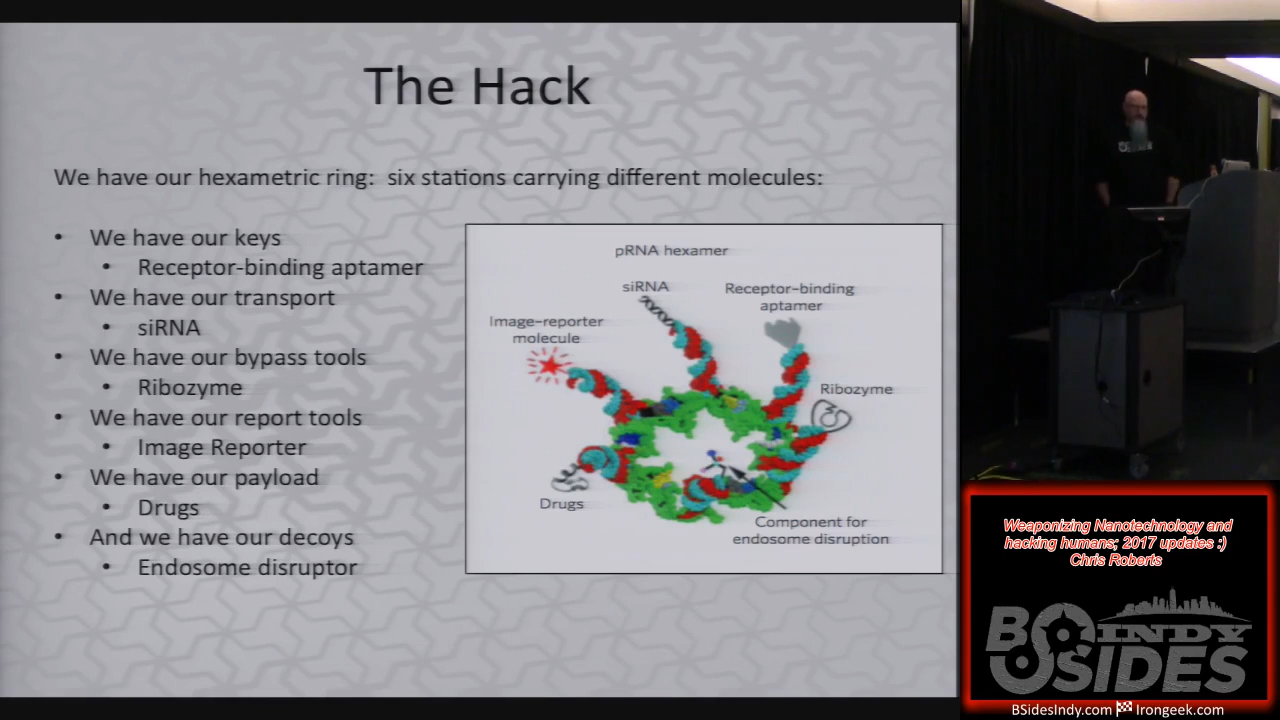 The Hack
We have our hexametric ring: six stations carrying different molecules:
• We have our keys
• Receptor-binding aptamer
• We have our transport
• siRNA
• We have our bypass tools
• Ribozyme
• We have our report tools
• Image Reporter
• We have our payload
• Drugs
• And we have our decoys
• Endosome disruptor
pRNA hexamer
siRNA
Receptor-binding
aptamer
Image-reporter
molecule
Ribozyme
Drugs
Component for
endosome disruption
Weaponizing Nanotechnology and
hacking humans; 2017 updates :)
Chris Roberts
BSIDES
INDY
BSidesIndy.com Irongeek.com